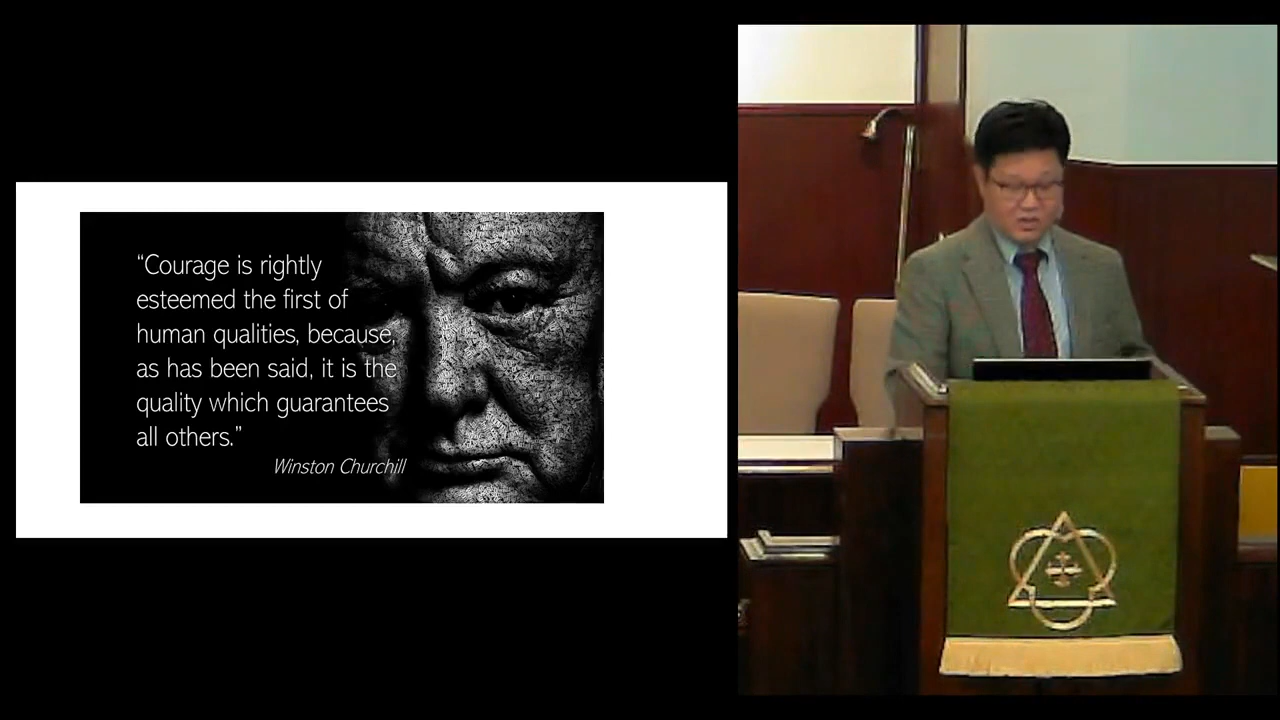 “Courage is rightly
esteemed the first of
human qualities, because,
as has been said, it is the
quality which guarantees
all others.”
Winston Churchill